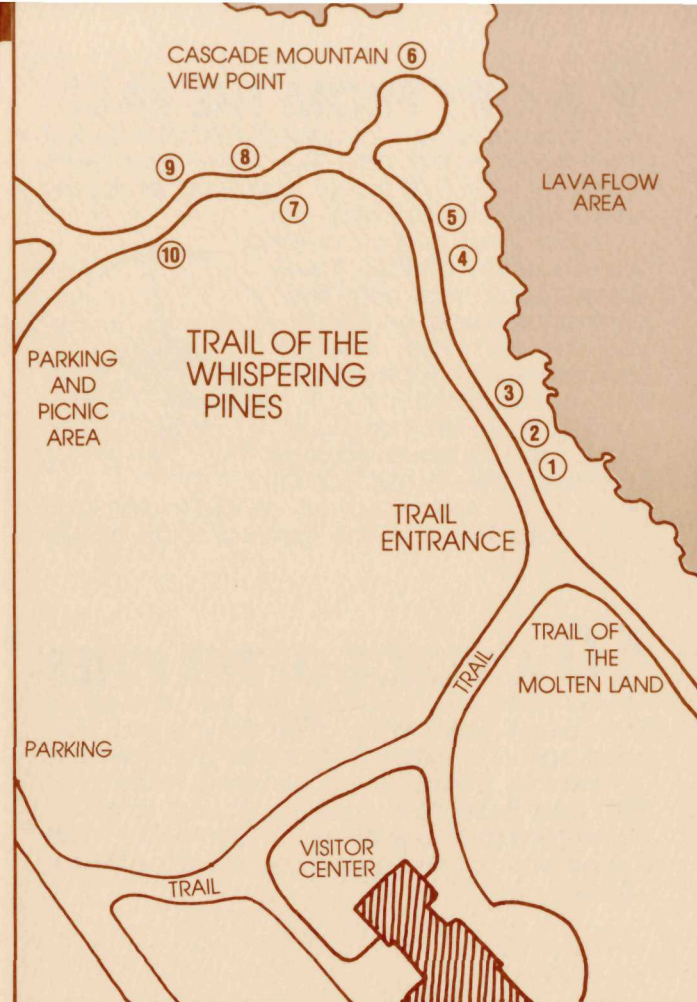 CASCADE MOUNTAIN 6
VIEW POINT
LAVA FLOW
AREA
9
8
7
10
5
4
TRAIL OF THE
WHISPERING
PINES
PARKING
AND
PICNIC
AREA
3
2
1
TRAIL
ENTRANCE
TRAIL OF
THE
MOLTEN LAND
TRAIL
PARKING
VISITOR
CENTER
TRAIL